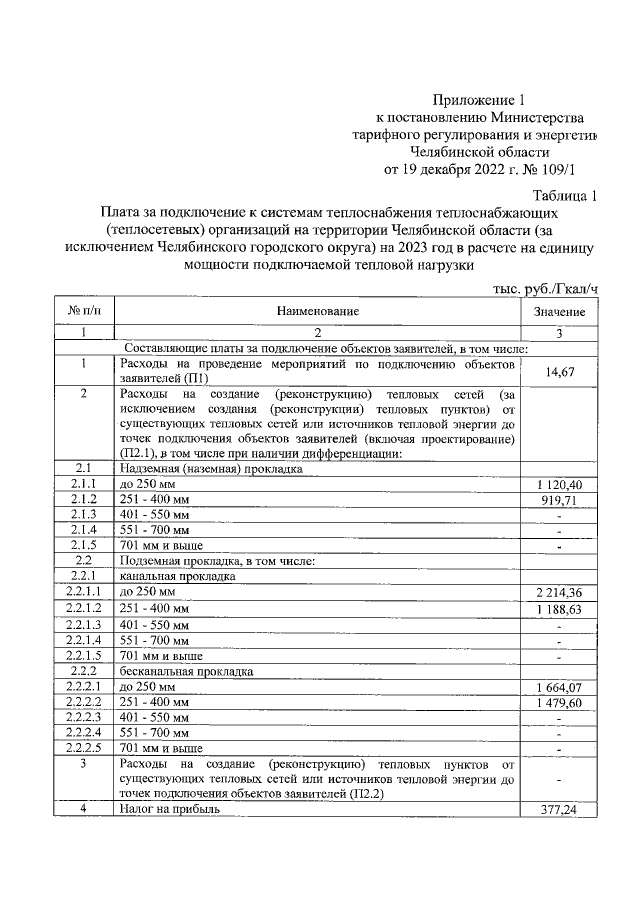 Приложение 1
к постановлению Министерства
тарифного регулирования и энергетик
Челябинской области
от 19 декабря 2022 г. № 109/1
Таблица 1
Плата за подключение к системам теплоснабжения теплоснабжающих
(теплосетевых) организаций на территории Челябинской области (за
исключением Челябинского городского округа) на 2023 год в расчете на единицу
мощности подключаемой тепловой нагрузки
тыс. руб./Гкал/ч
№ п/п Наименование Значение
1 2 3
Составляющие платы за подключение объектов заявителей, в том числе:
1 Расходы на проведение мероприятий по подключению объектов
заявителей (П1) 14,67
2 Расходы на создание (реконструкцию) тепловых сетей (за
исключением создания (реконструкции) тепловых пунктов) от
существующих тепловых сетей или источников тепловой энергии до
точек подключения объектов заявителей (включая проектирование)
(П2.1), в том числе при наличии дифференциации:
2.1 Надземная (наземная) прокладка
2.1.1 до 250 мм 1 120,40
2.1.2 251 - 400 мм 919,71
2.1.3 401 - 550 мм -
2.1.4 551 - 700 мм -
2.1.5 701 мм и выше -
2.2 Подземная прокладка, в том числе:
2.2.1 канальная прокладка
2.2.1.1 до 250 мм 2 214,36
2.2.1.2 251 - 400 мм 1 188,63
2.2.1.3 401 - 550 мм -
2.2.1.4 551 - 700 мм -
2.2.1.5 701 мм и выше -
2.2.2 бесканальная прокладка
2.2.2.1 до 250 мм 1 664,07
2.2.2.2 251 - 400 мм 1 479,60
2.2.2.3 401 - 550 мм -
2.2.2.4 551 - 700 мм -
2.2.2.5 701 мм и выше -
3 Расходы на создание (реконструкцию) тепловых пунктов от
существующих тепловых сетей или источников тепловой энергии до
точек подключения объектов заявителей (П2.2) -
4 Налог на прибыль 377,24